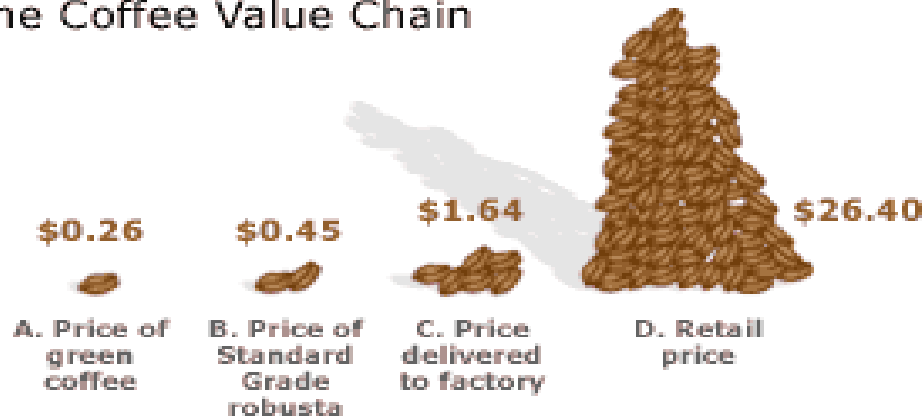 ne Coffee Value Chain
$0.26
$0.45
$1.64
$26.40
A. Price of
green
coffee
B. Price of
Standard
Grade
robusta
C. Price
delivered
to factory
D. Retail
price